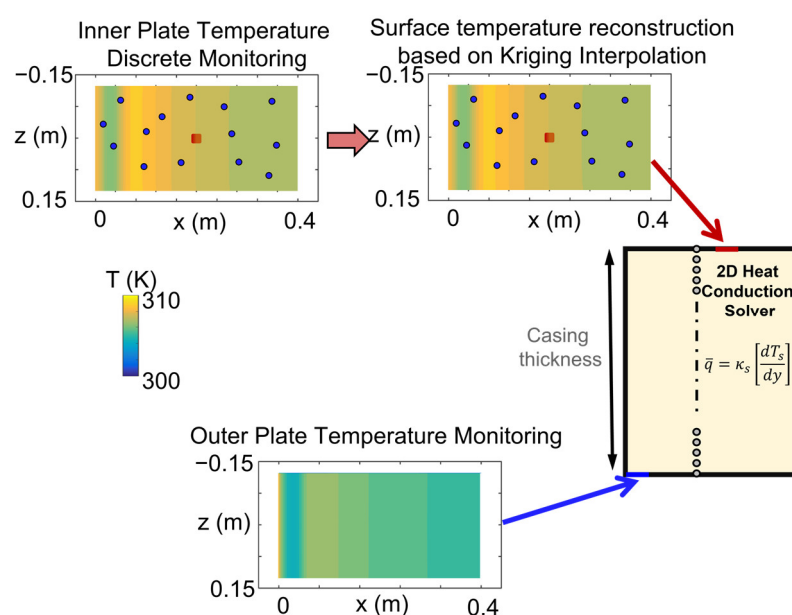 Inner Plate Temperature
Discrete Monitoring
−0.15
z (m)
0.15
0
0.4
x (m)
Surface temperature reconstruction
based on Kriging Interpolation
−0.15
z (m)
0.15
0
0.4
x (m)
T (K)
310
300
Casing
thickness
2D Heat
Conduction
Solver
q̄ = κₛ [dTₛ/dy]
Outer Plate Temperature Monitoring
−0.15
z (m)
0.15
0
0.4
x (m)